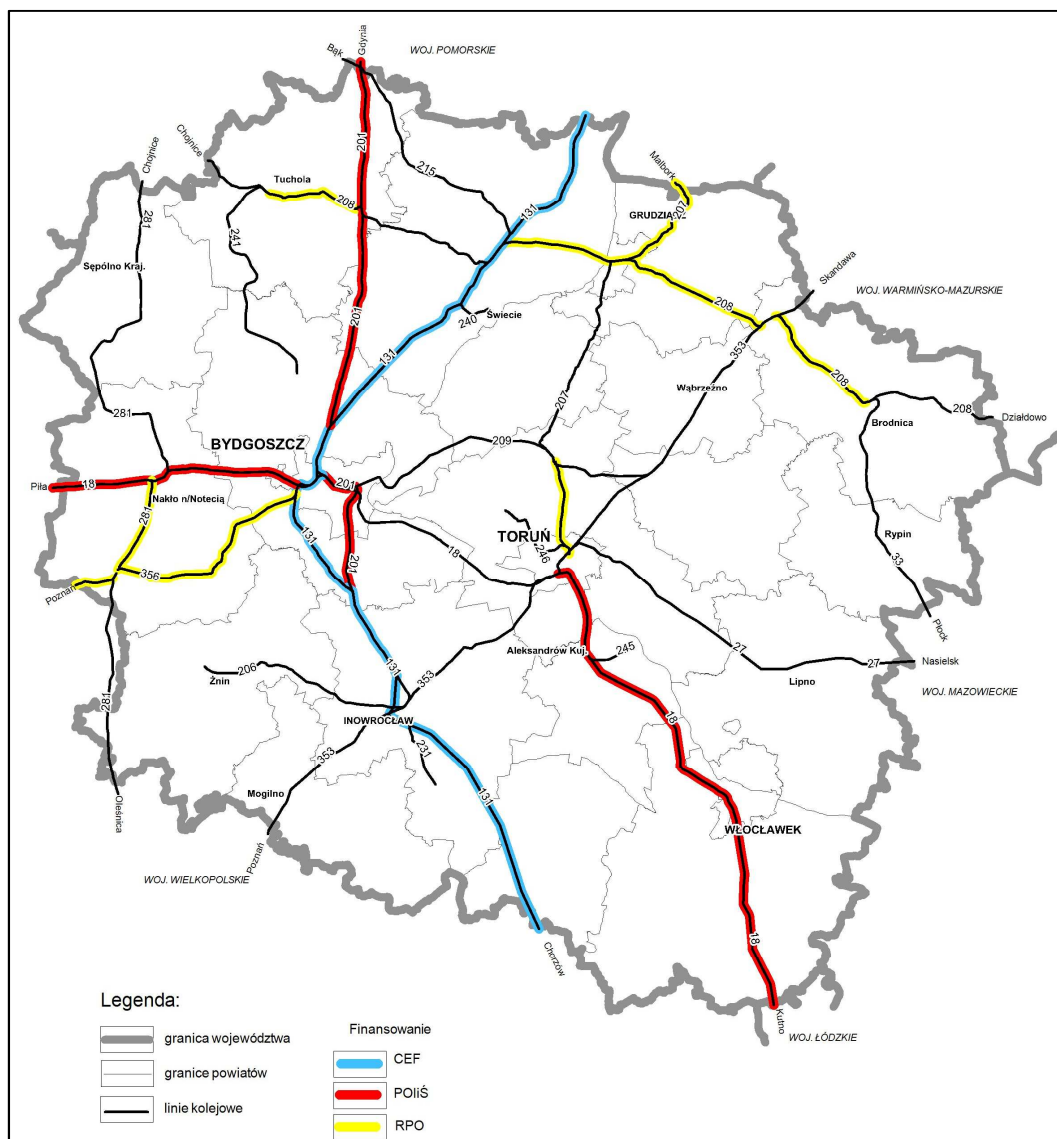 Bąk
Gdynia
WOJ. POMORSKIE
Chojnice
Chojnice
201
215
Malbork
Tuchola
208
131
GRUDZIĄDZ
207
281
241
Skandawa
Sępólno Kraj.
WOJ. WARMIŃSKO-MAZURSKIE
201
240
Świecie
208
131
353
Wąbrzeźno
208
281
207
Brodnica
208
Działdowo
BYDGOSZCZ
209
Piła
18
201
Nakło n/Notecią
281
131
TORUŃ
18
246
Rypin
201
33
Poznań
356
Płock
Aleksandrów Kuj.
245
27
27
Nasielsk
206
131
353
Żnin
Lipno
WOJ. MAZOWIECKIE
281
INOWROCŁAW
18
231
353
Mogilno
131
Oleśnica
WŁOCŁAWEK
Poznań
WOJ. WIELKOPOLSKIE
18
Chorzów
Kutno
WOJ. ŁÓDZKIE
Legenda:
granica województwa
granice powiatów
linie kolejowe
Finansowanie
CEF
POIiŚ
RPO